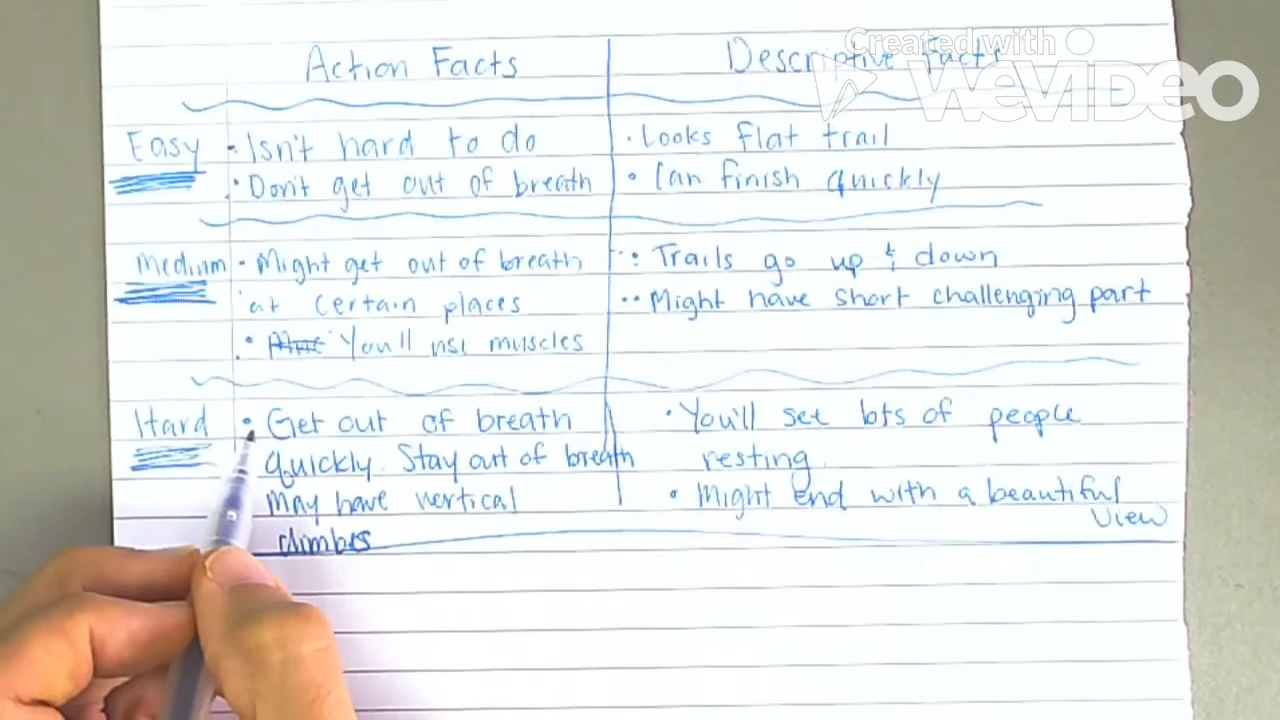 Action Facts
Descriptive Facts
Created with
WEVIDEO
Easy
• Isn't hard to do
• Don't get out of breath
• Looks flat trail
• Can finish quickly
Medium
• Might get out of breath
at certain places
• You'll use muscles
• Trails go up & down
• Might have short challenging part
Hard
• Get out of breath
quickly. Stay out of breath
May have vertical
climbs
• You'll see lots of people
resting
• Might end with a beautiful
view